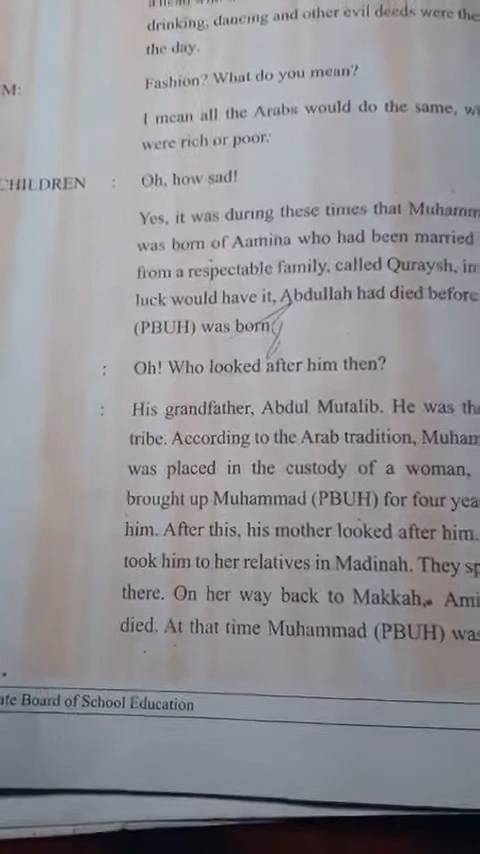 drinking, dancing and other evil deeds were the
the day.
M: Fashion? What do you mean?
I mean all the Arabs would do the same,
were rich or poor.
CHILDREN : Oh, how sad!
Yes, it was during these times that Muhamm
was born of Aamina who had been married
from a respectable family, called Quraysh, in
luck would have it, Abdullah had died before
(PBUH) was born.
: Oh! Who looked after him then?
: His grandfather, Abdul Mutalib. He was the
tribe. According to the Arab tradition, Muham
was placed in the custody of a woman,
brought up Muhammad (PBUH) for four yea
him. After this, his mother looked after him.
took him to her relatives in Madinah. They sp
there. On her way back to Makkah, Ami
died. At that time Muhammad (PBUH) was
ate Board of School Education